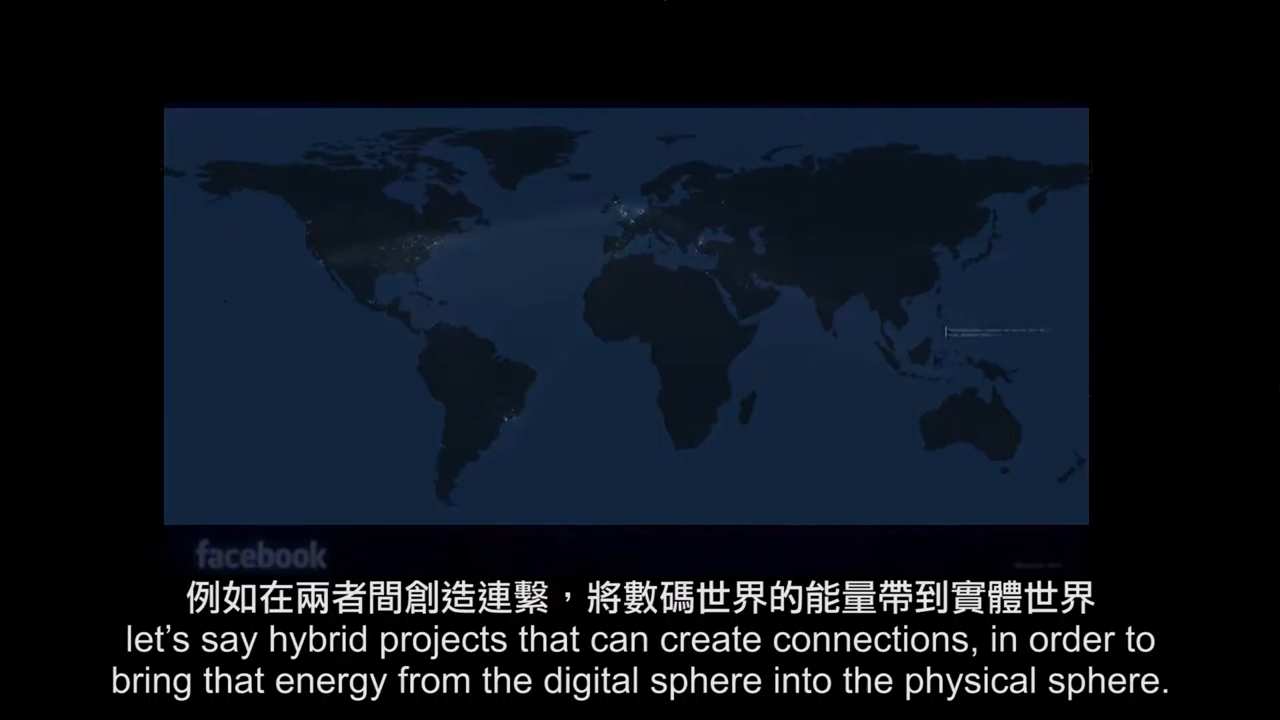 facebook
例如在兩者間創造連繫，將數碼世界的能量帶到實體世界
let’s say hybrid projects that can create connections, in order to
bring that energy from the digital sphere into the physical sphere.